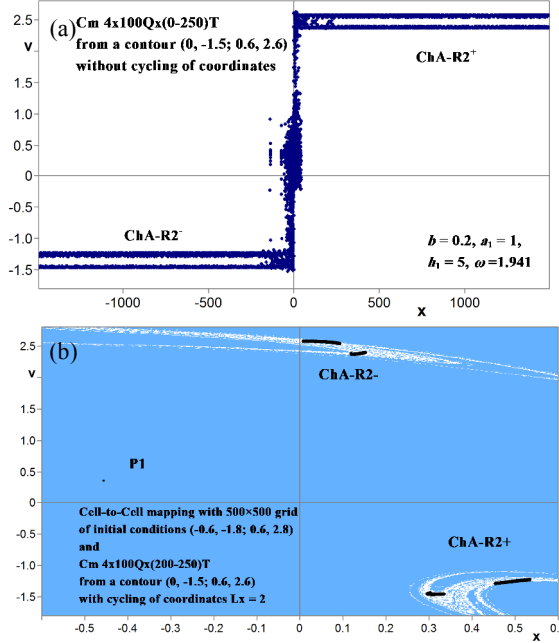 (a)
Cm 4x100Qx(0-250)T
from a contour (0, -1.5; 0.6, 2.6)
without cycling of coordinates
v
2.5
2.0
1.5
1.0
0.5
0
-0.5
-1.0
-1.5
ChA-R2⁺
ChA-R2⁻
b = 0.2, a₁ = 1,
h₁ = 5, ω =1.941
-1000 -500 0 500 1000
x
(b)
v
2.5
2.0
1.5
1.0
0.5
0
-0.5
-1.0
-1.5
ChA-R2-
P1
Cell-to-Cell mapping with 500×500 grid
of initial conditions (-0.6, -1.8; 0.6, 2.8)
and
Cm 4x100Qx(200-250)T
from a contour (0, -1.5; 0.6, 2.6)
with cycling of coordinates Lx = 2
ChA-R2+
-0.5 -0.4 -0.3 -0.2 -0.1 0 0.1 0.2 0.3 0.4 0.5 0.6
x